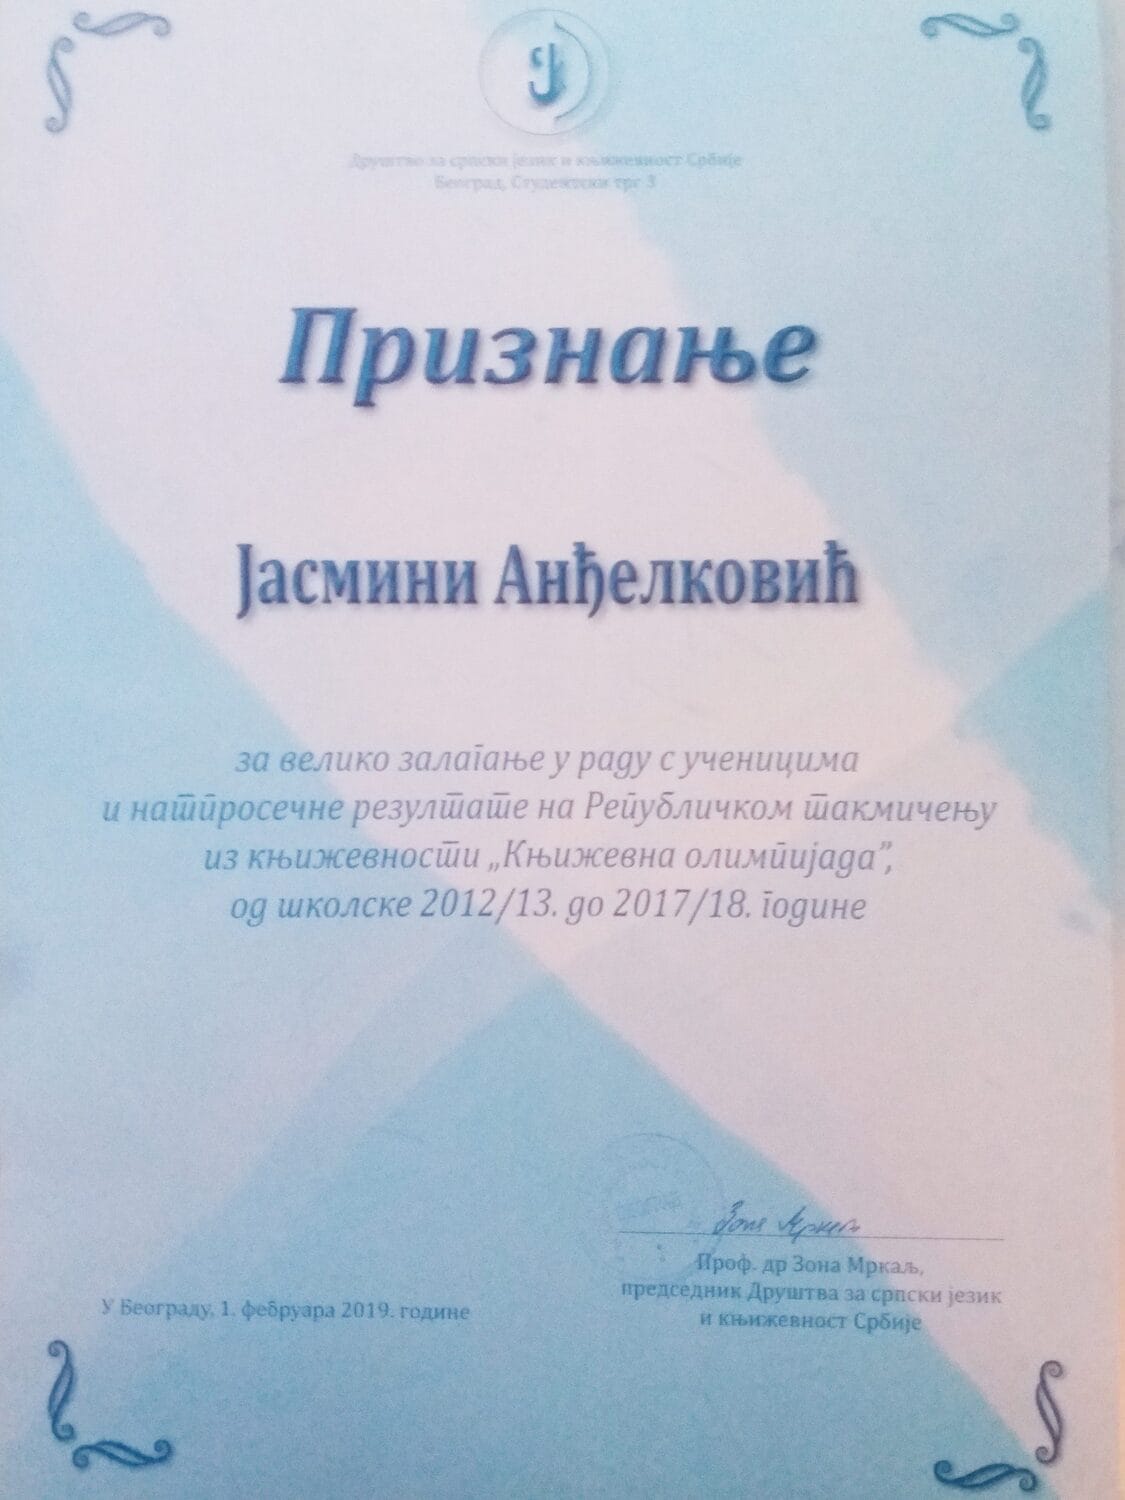 Друштво за српски језик и књижевност Србије
Београд, Студентски трг 3
Признање
Јасмини Анђелковић
за велико залагање у раду с ученицима
и натпросечне резултате на Републичком такмичењу
из књижевности „Књижевна олимпијада”,
од школске 2012/13. до 2017/18. године
Зона Мркаљ
Проф. др Зона Мркаљ,
председник Друштва за српски језик
и књижевност Србије
У Београду, 1. фебруара 2019. године